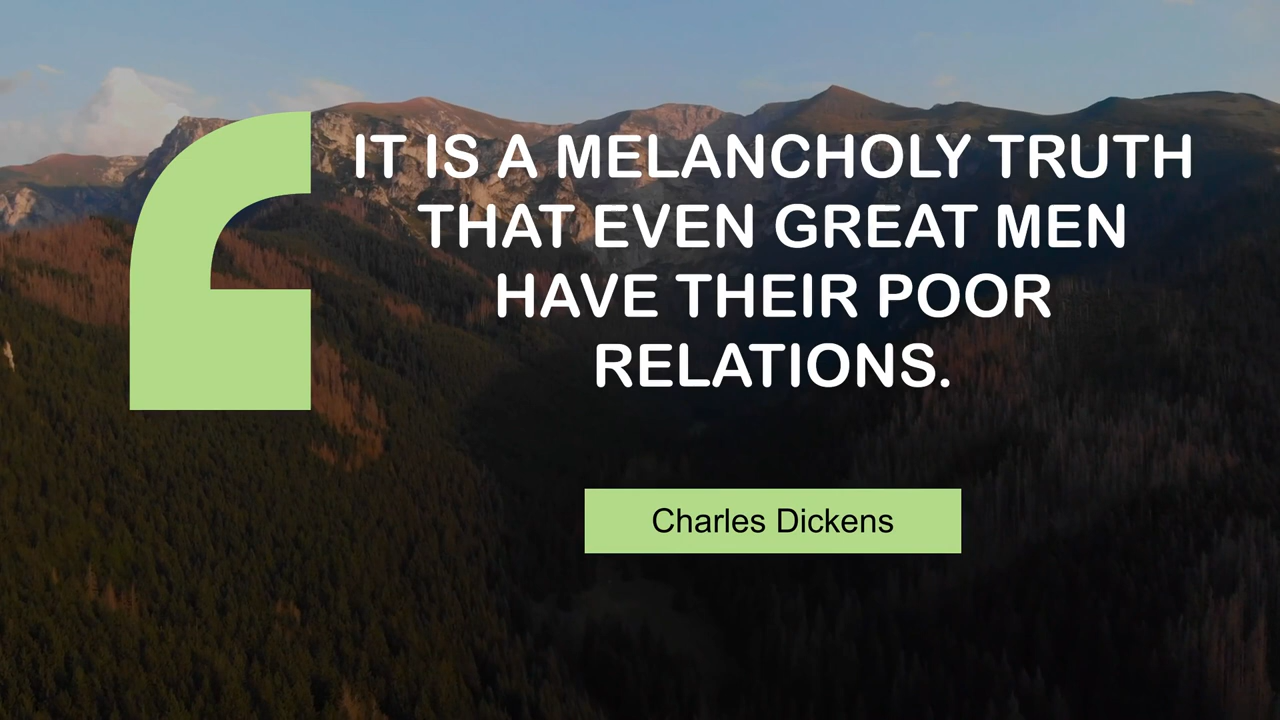 IT IS A MELANCHOLY TRUTH
THAT EVEN GREAT MEN
HAVE THEIR POOR
RELATIONS.
Charles Dickens